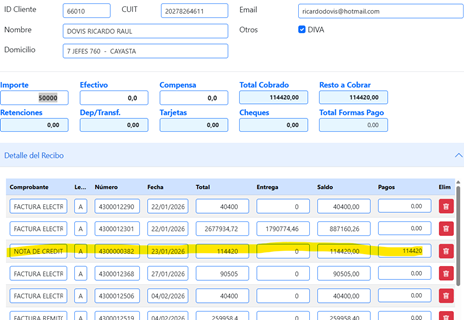 ID Cliente 66010 CUIT 20278264611 Email ricardodovis@hotmail.com
Nombre DOVIS RICARDO RAUL Otros DIVA
Domicilio 7 JEFES 760 - CAYASTA
Importe Efectivo Compensa Total Cobrado Resto a Cobrar
50000 0,0 0,0 114420,00 114420,00
Retenciones Dep/Transf. Tarjetas Cheques Total Formas Pago
0,00 0,00 0,00 0,00 0,00
Detalle del Recibo
Comprobante Le... Número Fecha Total Entrega Saldo Pagos Elim
FACTURA ELECTR A 4300012290 22/01/2026 40400 0 40400,00 0.00
FACTURA ELECTR A 4300012301 22/01/2026 2677934,72 1790774,46 887160,26 0.00
NOTA DE CREDIT A 4300000382 23/01/2026 114420 0 114420,00 114420
FACTURA ELECTR A 4300012368 27/01/2026 90505 0 90505,00 0.00
FACTURA ELECTR A 4300012506 04/02/2026 40400 0 40400,00 0.00
FACTURA REMITO A 4300012519 04/02/2026 259958,4 0 259958,40 0.00